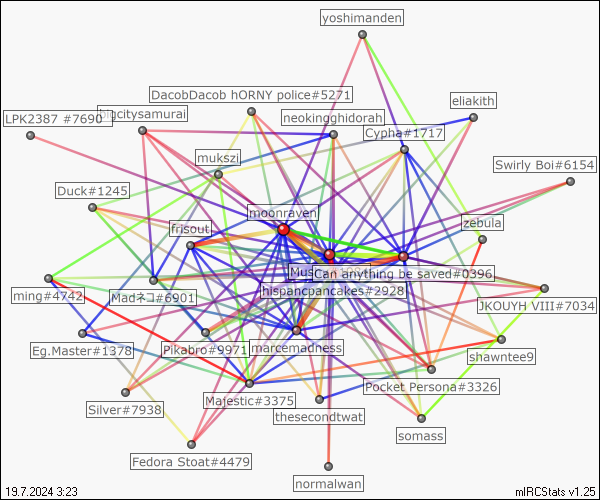 yoshimanden
DacobDacob hORNY police#5271
eliakith
LPK2387 #7690
bigcitysamurai
neokingghidorah
Cypha#1717
mukszi
Swirly Boi#6154
Duck#1245
moonraven
zebula
frisout
Can anything be saved#0396
ming#4742
Madネコ#6901
hispancpancakes#2928
JKOUYH VIII#7034
Eg.Master#1378
Pikabro#9971
marcemadness
shawntee9
Pocket Persona#3326
Silver#7938
Majestic#3375
thesecondtwat
somass
Fedora Stoat#4479
normalwan
19.7.2024 3:23
mIRCStats v1.25